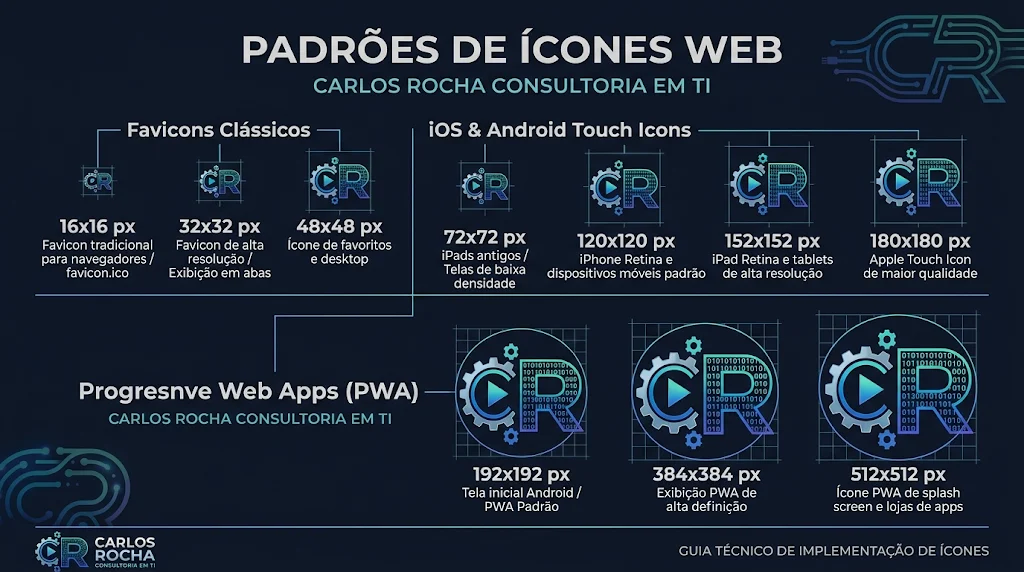 PADRÕES DE ÍCONES WEB
CARLOS ROCHA CONSULTORIA EM TI
Favicons Clássicos
16x16 px
Favicon tradicional
para navegadores /
favicon.ico
32x32 px
Favicon de alta
resolução /
Exibição em abas
48x48 px
Ícone de favoritos
e desktop
iOS & Android Touch Icons
72x72 px
iPads antigos /
Telas de baixa
densidade
120x120 px
iPhone Retina e
dispositivos móveis padrão
152x152 px
iPad Retina e tablets
de alta resolução
180x180 px
Apple Touch Icon
de maior qualidade
Progresnve Web Apps (PWA)
CARLOS ROCHA CONSULTORIA EM TI
192x192 px
Tela inicial Android /
PWA Padrão
384x384 px
Exibição PWA de
alta definição
512x512 px
Ícone PWA de splash
screen e lojas de apps
CR
CARLOS
ROCHA
CONSULTORIA EM TI
GUIA TÉCNICO DE IMPLEMENTAÇÃO DE ÍCONES